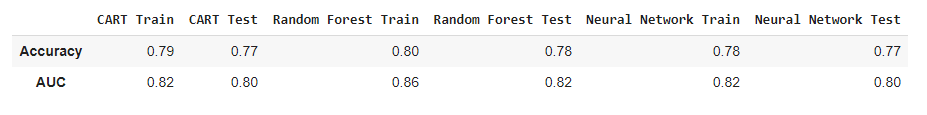 CART Train CART Test Random Forest Train Random Forest Test Neural Network Train Neural Network Test
Accuracy 0.79 0.77 0.80 0.78 0.78 0.77
AUC 0.82 0.80 0.86 0.82 0.82 0.80